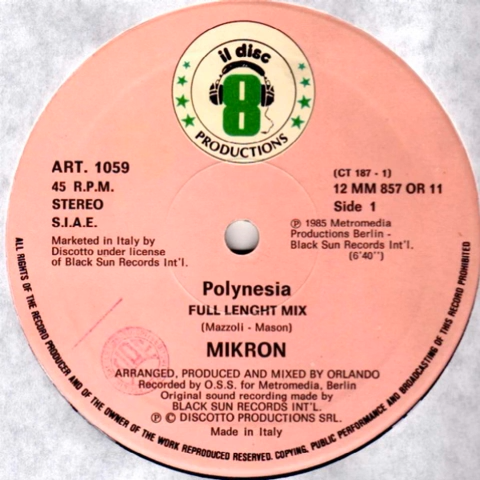 il disc
8
PRODUCTIONS
ART. 1059
45 R.P.M.
STEREO
S.I.A.E.
Marketed in Italy by
Discotto under license
of Black Sun Records Int'l.
(CT 187 - 1)
12 MM 857 OR 11
Side 1
℗ 1985 Metromedia
Productions Berlin -
Black Sun Records Int'l.
(6'40'')
Polynesia
FULL LENGHT MIX
(Mazzoli - Mason)
MIKRON
ARRANGED, PRODUCED AND MIXED BY ORLANDO
Recorded by O.S.S. for Metromedia, Berlin
Original sound recording made by
BLACK SUN RECORDS INT'L.
℗ © DISCOTTO PRODUCTIONS SRL.
Made in Italy
ALL RIGHTS OF THE RECORD PRODUCER AND OF THE OWNER OF THE WORK REPRODUCED RESERVED. COPYING, PUBLIC PERFORMANCE AND BROADCASTING OF THIS RECORD PROHIBITED